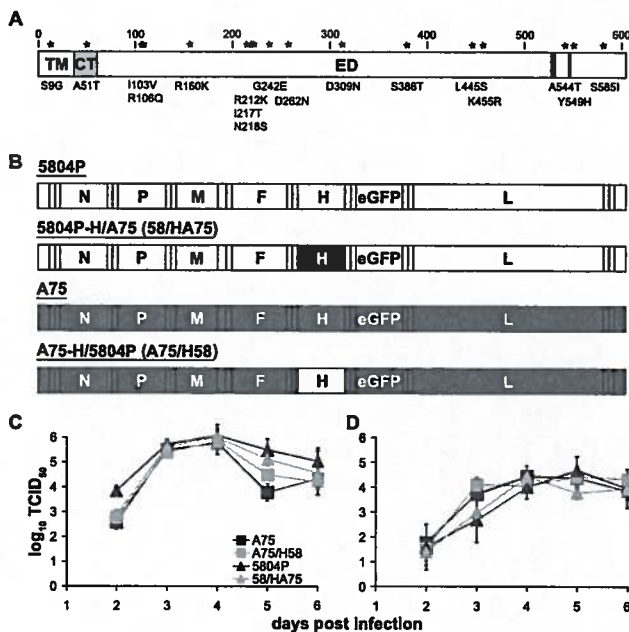 A
* * * * * * * * * * * * * *
0 100 200 300 400 500 600
TM CT ED
S9G A51T I103V R160K G242E D309N S386T L445S A544T S585I
R106Q R212K D262N K455R Y549H
I217T
N218S
B
5804P
N P M F H eGFP L
5804P-H/A75 (58/HA75)
N P M F H eGFP L
A75
N P M F H eGFP L
A75-H/5804P (A75/H58)
N P M F H eGFP L
C D
log10 TCID50
6 6
5 5
4 4
3 3
2 2
1 1
0 0
A75
A75/H58
5804P
58/HA75
1 2 3 4 5 6 1 2 3 4 5 6
days post infection